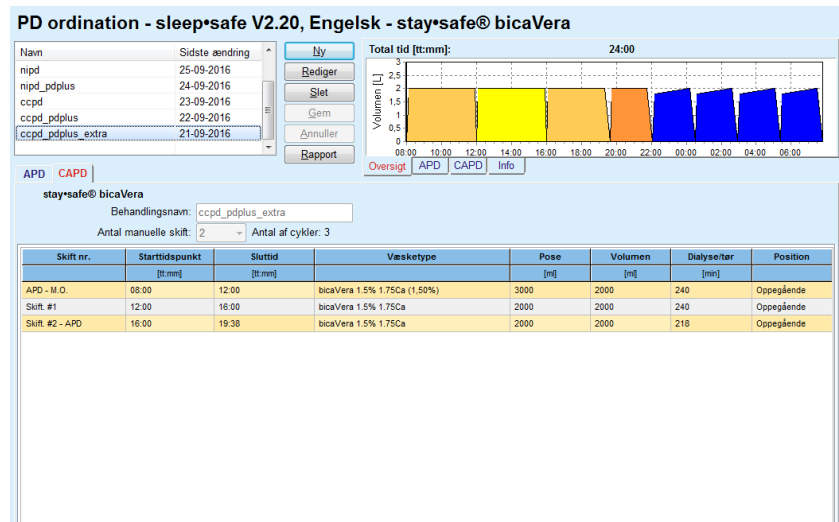 PD ordination - sleep•safe V2.20, Engelsk - stay•safe® bicaVera
Navn Sidste ændring
nipd 25-09-2016
nipd_pdplus 24-09-2016
ccpd 23-09-2016
ccpd_pdplus 22-09-2016
ccpd_pdplus_extra 21-09-2016
Ny
Rediger
Slet
Gem
Annuller
Rapport
Total tid [tt:mm]: 24:00
Volumen [L]
3
2,5
2
1,5
1
0,5
08:00 10:00 12:00 14:00 16:00 18:00 20:00 22:00 00:00 02:00 04:00 06:00
Oversigt APD CAPD Info
APD CAPD
stay•safe® bicaVera
Behandlingsnavn: ccpd_pdplus_extra
Antal manuelle skift: 2 Antal af cykler: 3
Skift nr. Starttidspunkt Sluttid Væsketype Pose Volumen Dialyse/tør Position
[tt:mm] [tt:mm] [ml] [ml] [min]
APD - M.O. 08:00 12:00 bicaVera 1.5% 1.75Ca (1,50%) 3000 2000 240 Oppegående
Skift. #1 12:00 16:00 bicaVera 1.5% 1.75Ca 2000 2000 240 Oppegående
Skift. #2 - APD 16:00 19:38 bicaVera 1.5% 1.75Ca 2000 2000 218 Oppegående